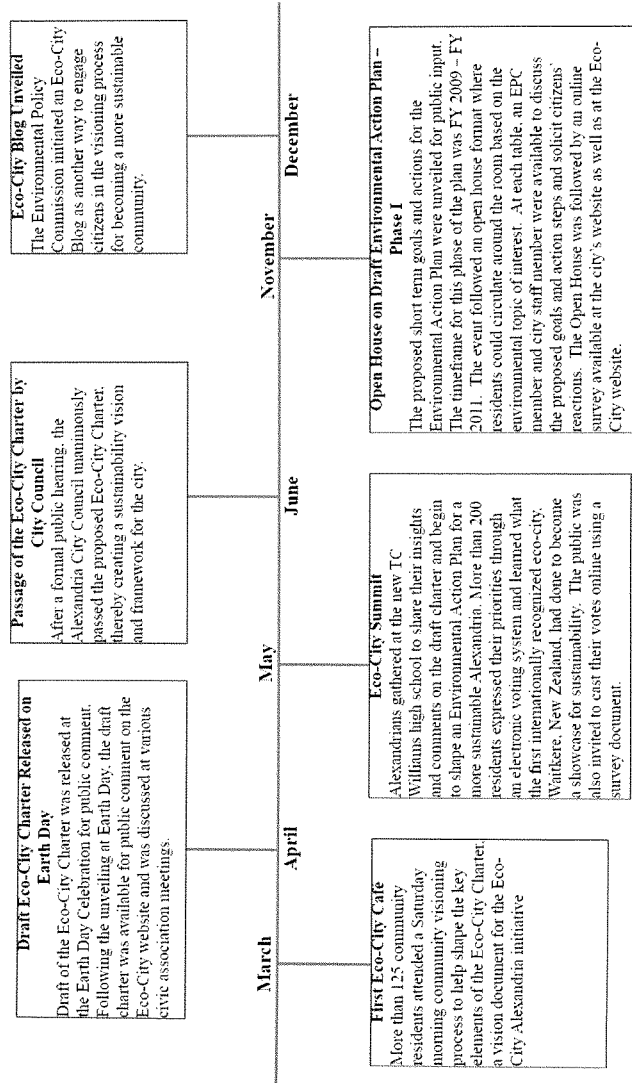 Draft Eco-City Charter Released on
Earth Day
Draft of the Eco-City Charter was released at
the Earth Day Celebration for public comment.
Following the unveiling at Earth Day, the draft
charter was available for public comment on the
Eco-City website and was discussed at various
civic association meetings.
Passage of the Eco-City Charter by
City Council
After a formal public hearing, the
Alexandria City Council unanimously
passed the proposed Eco-City Charter,
thereby creating a sustainability vision
and framework for the city.
Eco-City Blog Unveiled
The Environmental Policy
Commission initiated an Eco-City
Blog as another way to engage
citizens in the visioning process
for becoming a more sustainable
community.
March
April
May
June
November
December
First Eco-City Cafe
More than 125 community
residents attended a Saturday
morning community visioning
process to help shape the key
elements of the Eco-City Charter,
a vision document for the Eco-
City Alexandria initiative
Eco-City Summit
Alexandrians gathered at the new TC
Williams high school to share their insights
and comments on the draft charter and begin
to shape an Environmental Action Plan for a
more sustainable Alexandria. More than 200
residents expressed their priorities through
an electronic voting system and learned what
the first internationally recognized eco-city,
Waitkere, New Zealand, had done to become
a showcase for sustainability. The public was
also invited to cast their votes online using a
survey document.
Open House on Draft Environmental Action Plan –
Phase I
The proposed short term goals and actions for the
Environmental Action Plan were unveiled for public input.
The timeframe for this phase of the plan was FY 2009 – FY
2011. The event followed an open house format where
residents could circulate around the room based on the
environmental topic of interest. At each table, an EPC
member and city staff member were available to discuss
the proposed goals and action steps and solicit citizens'
reactions. The Open House was followed by an online
survey available at the city's website as well as at the Eco-
City website.